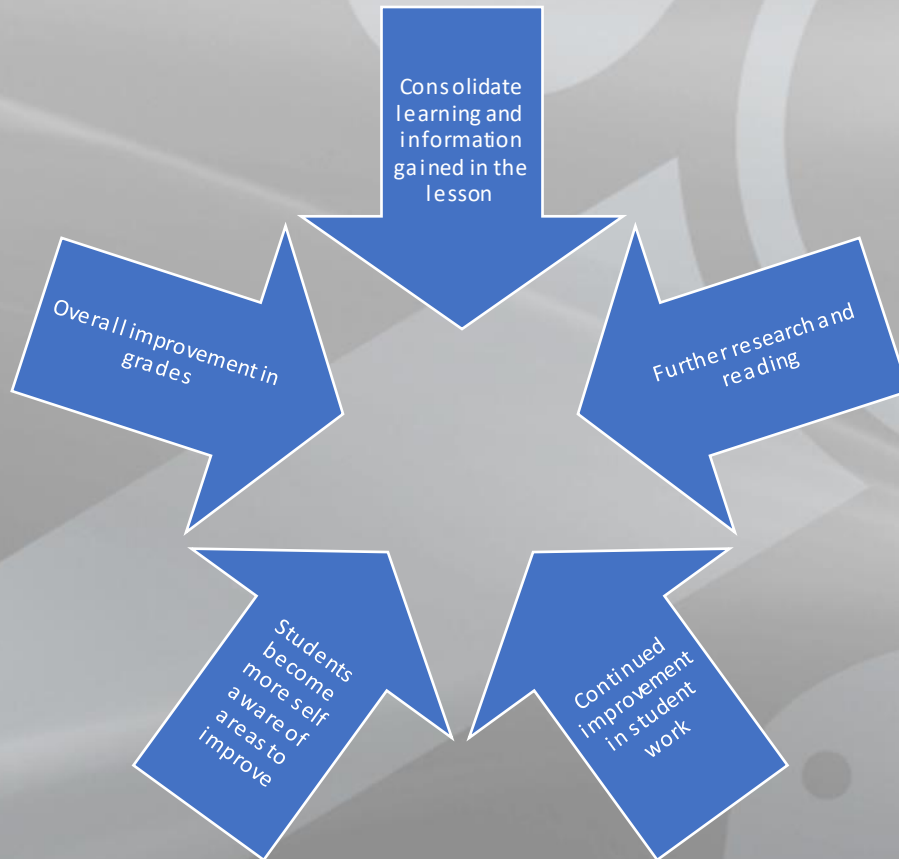 Consolidate
learning and
information
gained in the
lesson
Further research and
reading
Continued
improvement
in student
work
Students
become
more self
aware of
areas to
improve
Overall improvement in
grades